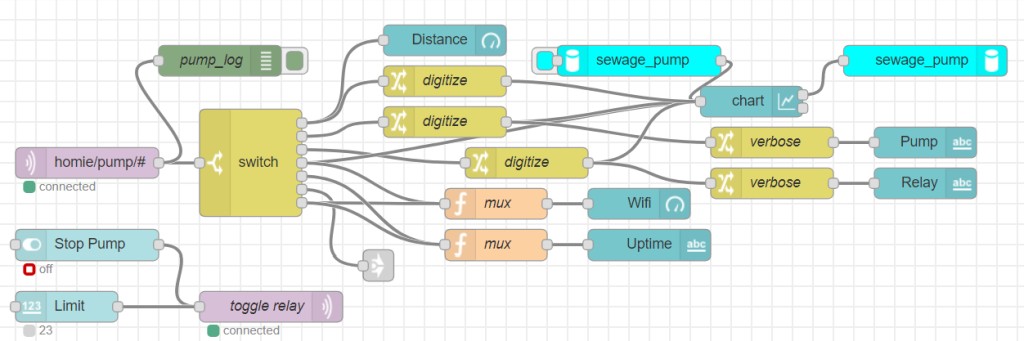 Distance
pump_log
sewage_pump
sewage_pump
digitize
chart
digitize
verbose
Pump
abc
homie/pump/#
switch
digitize
verbose
Relay
abc
connected
mux
Wifi
Stop Pump
mux
Uptime
abc
off
123
Limit
toggle relay
23
connected